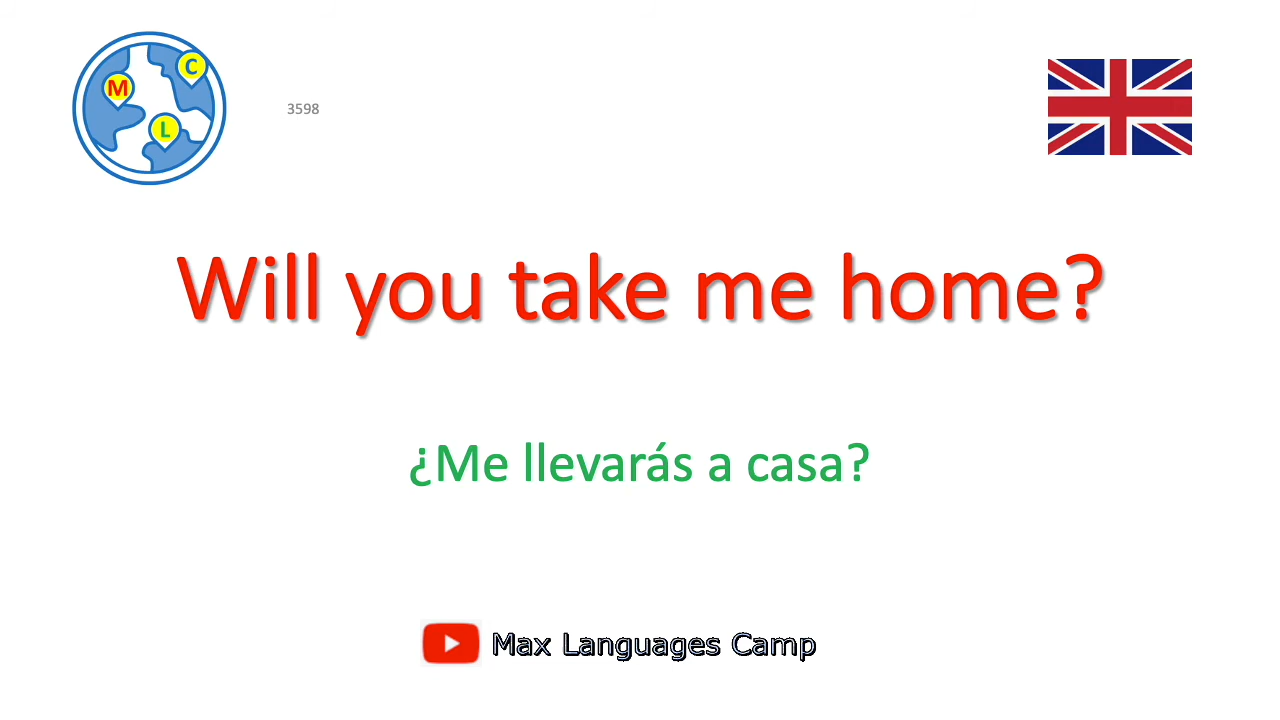 C
M
L
3598
Will you take me home?
¿Me llevarás a casa?
Max Languages Camp